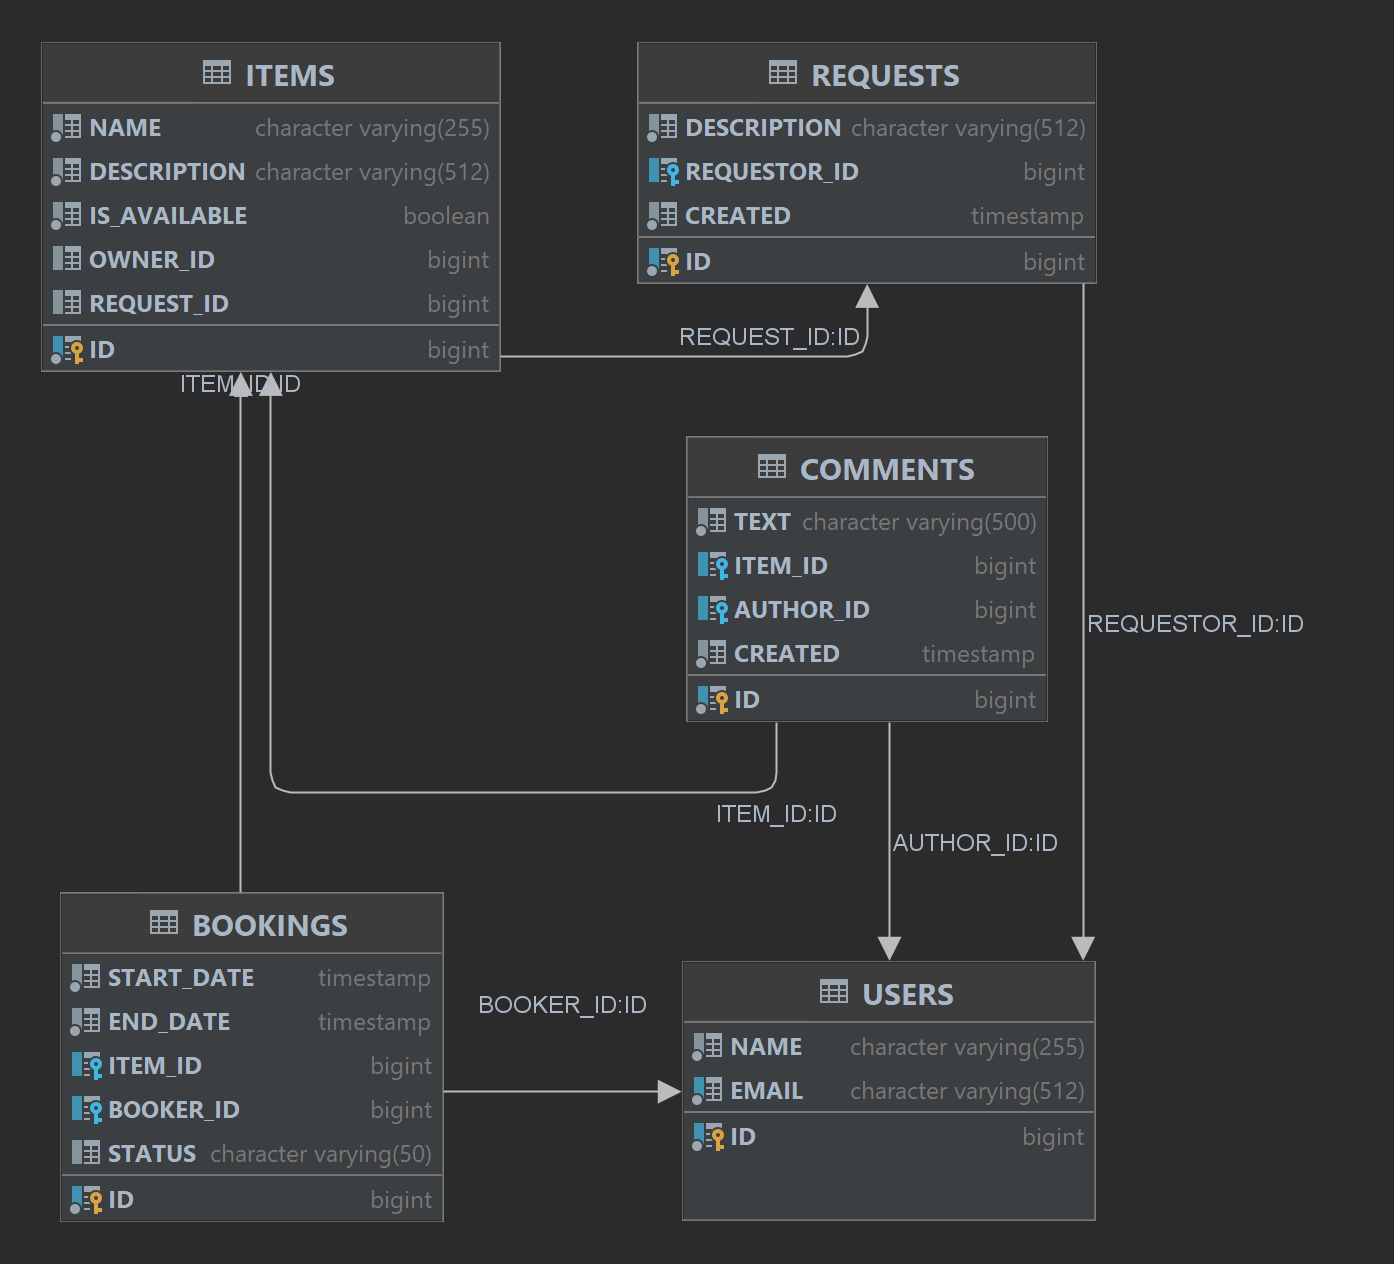 ITEMS
NAME character varying(255)
DESCRIPTION character varying(512)
IS_AVAILABLE boolean
OWNER_ID bigint
REQUEST_ID bigint
ID bigint
REQUESTS
DESCRIPTION character varying(512)
REQUESTOR_ID bigint
CREATED timestamp
ID bigint
REQUEST_ID:ID
ITEM_ID:ID
COMMENTS
TEXT character varying(500)
ITEM_ID bigint
AUTHOR_ID bigint
CREATED timestamp
ID bigint
REQUESTOR_ID:ID
ITEM_ID:ID
AUTHOR_ID:ID
BOOKINGS
START_DATE timestamp
END_DATE timestamp
ITEM_ID bigint
BOOKER_ID bigint
STATUS character varying(50)
ID bigint
BOOKER_ID:ID
USERS
NAME character varying(255)
EMAIL character varying(512)
ID bigint